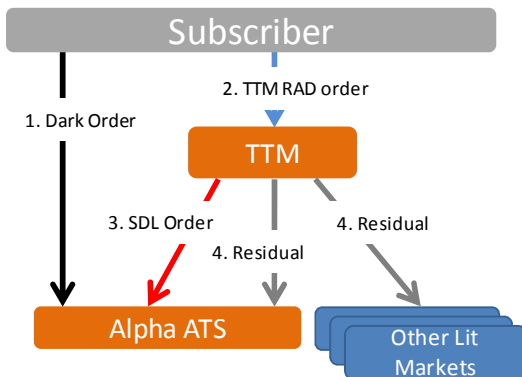 Subscriber
2. TTM RAD order
1. Dark Order
TTM
3. SDL Order
4. Residual
4. Residual
Alpha ATS
Other Lit
Markets